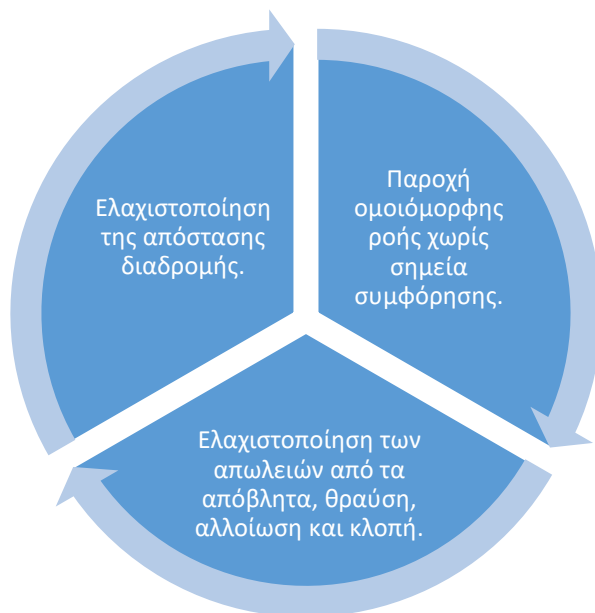 Ελαχιστοποίηση
της απόστασης
διαδρομής.
Παροχή
ομοιόμορφης
ροής χωρίς
σημεία
συμφόρησης.
Ελαχιστοποίηση των
απωλειών από τα
απόβλητα, θραύση,
αλλοίωση και κλοπή.